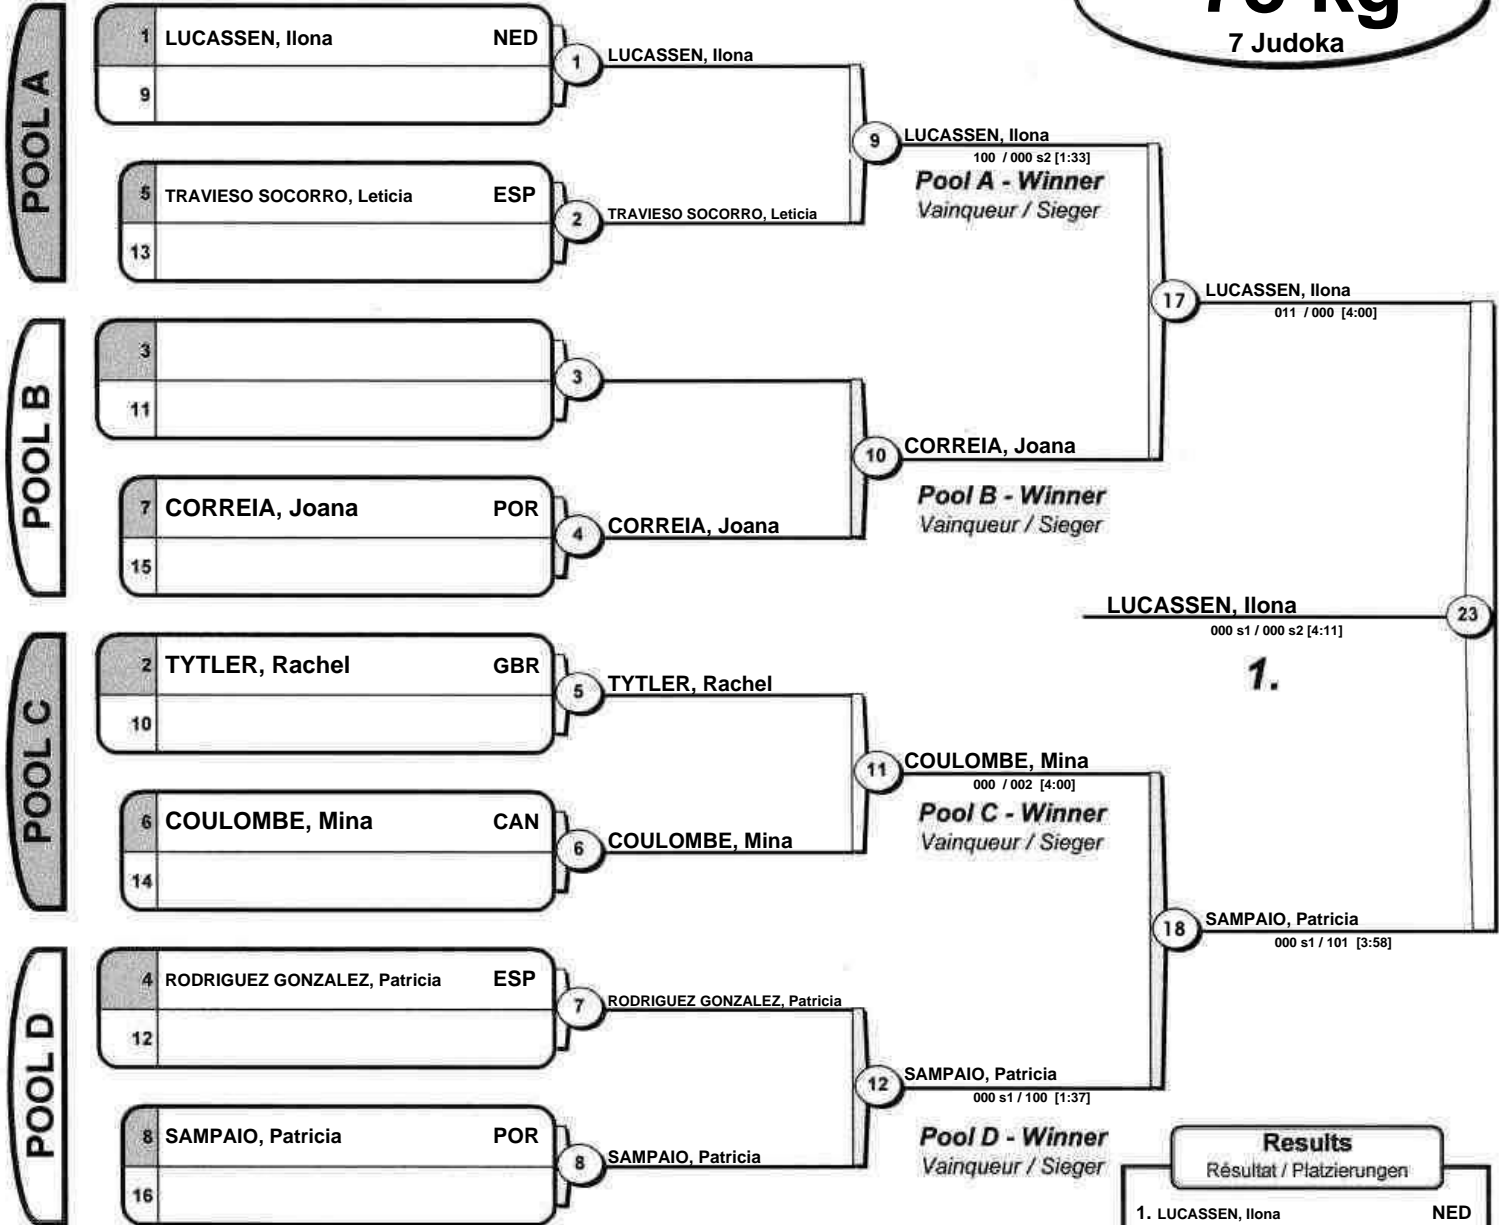 7 Judoka
POOL A
1 LUCASSEN, Ilona NED
9
1
LUCASSEN, Ilona
5 TRAVIESO SOCORRO, Leticia ESP
13
2
TRAVIESO SOCORRO, Leticia
9
LUCASSEN, Ilona
100 / 000 s2 [1:33]
Pool A - Winner
Vainqueur / Sieger
POOL B
3
11
3
7 CORREIA, Joana POR
15
4
CORREIA, Joana
10
CORREIA, Joana
Pool B - Winner
Vainqueur / Sieger
17
LUCASSEN, Ilona
011 / 000 [4:00]
POOL C
2 TYTLER, Rachel GBR
10
5
TYTLER, Rachel
6 COULOMBE, Mina CAN
14
6
COULOMBE, Mina
11
COULOMBE, Mina
000 / 002 [4:00]
Pool C - Winner
Vainqueur / Sieger
POOL D
4 RODRIGUEZ GONZALEZ, Patricia ESP
12
7
RODRIGUEZ GONZALEZ, Patricia
8 SAMPAIO, Patricia POR
16
8
SAMPAIO, Patricia
12
SAMPAIO, Patricia
000 s1 / 100 [1:37]
Pool D - Winner
Vainqueur / Sieger
18
SAMPAIO, Patricia
000 s1 / 101 [3:58]
23
LUCASSEN, Ilona
000 s1 / 000 s2 [4:11]
1.
Results
Résultat / Platzierungen
1. LUCASSEN, Ilona NED